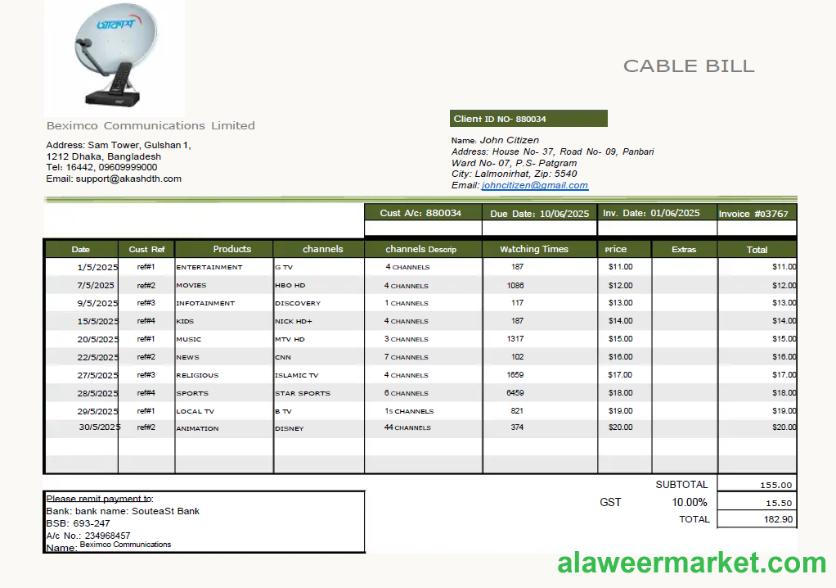 আকাশ
CABLE BILL
Beximco Communications Limited
Address: Sam Tower, Gulshan 1,
1212 Dhaka, Bangladesh
Tel: 16442, 09609999000
Email: support@akashdth.com
Client ID NO- 880034
Name: John Citizen
Address: House No- 37, Road No- 09, Panbari
Ward No- 07, P.S- Patgram
City: Lalmonirhat, Zip: 5540
Email: johncitizen@gmail.com
Cust A/c: 880034 Due Date: 10/06/2025 Inv. Date: 01/06/2025 Invoice #03767
Date Cust Ref Products channels channels Descrip Watching Times Price Extras Total
1/5/2025 ref#1 ENTERTAINMENT G TV 4 CHANNELS 187 $11.00 $11.00
7/5/2025 ref#2 MOVIES HBO HD 4 CHANNELS 1086 $12.00 $12.00
9/5/2025 ref#3 INFOTAINMENT DISCOVERY 1 CHANNELS 117 $13.00 $13.00
15/5/2025 ref#4 KIDS NICK HD+ 4 CHANNELS 187 $14.00 $14.00
20/5/2025 ref#1 MUSIC MTV HD 3 CHANNELS 1317 $15.00 $15.00
22/5/2025 ref#2 NEWS CNN 7 CHANNELS 102 $16.00 $16.00
27/5/2025 ref#3 RELIGIOUS ISLAMIC TV 4 CHANNELS 1659 $17.00 $17.00
28/5/2025 ref#4 SPORTS STAR SPORTS 6 CHANNELS 6459 $18.00 $18.00
29/5/2025 ref#1 LOCAL TV B TV 15 CHANNELS 821 $19.00 $19.00
30/5/2025 ref#2 ANIMATION DISNEY 44 CHANNELS 374 $20.00 $20.00
SUBTOTAL 155.00
GST 10.00% 15.50
TOTAL 182.90
Please remit payment to:
Bank: bank name: SouteaSt Bank
BSB: 693-247
A/c No.: 234968457
Name: Beximco Communications
alaweermarket.com